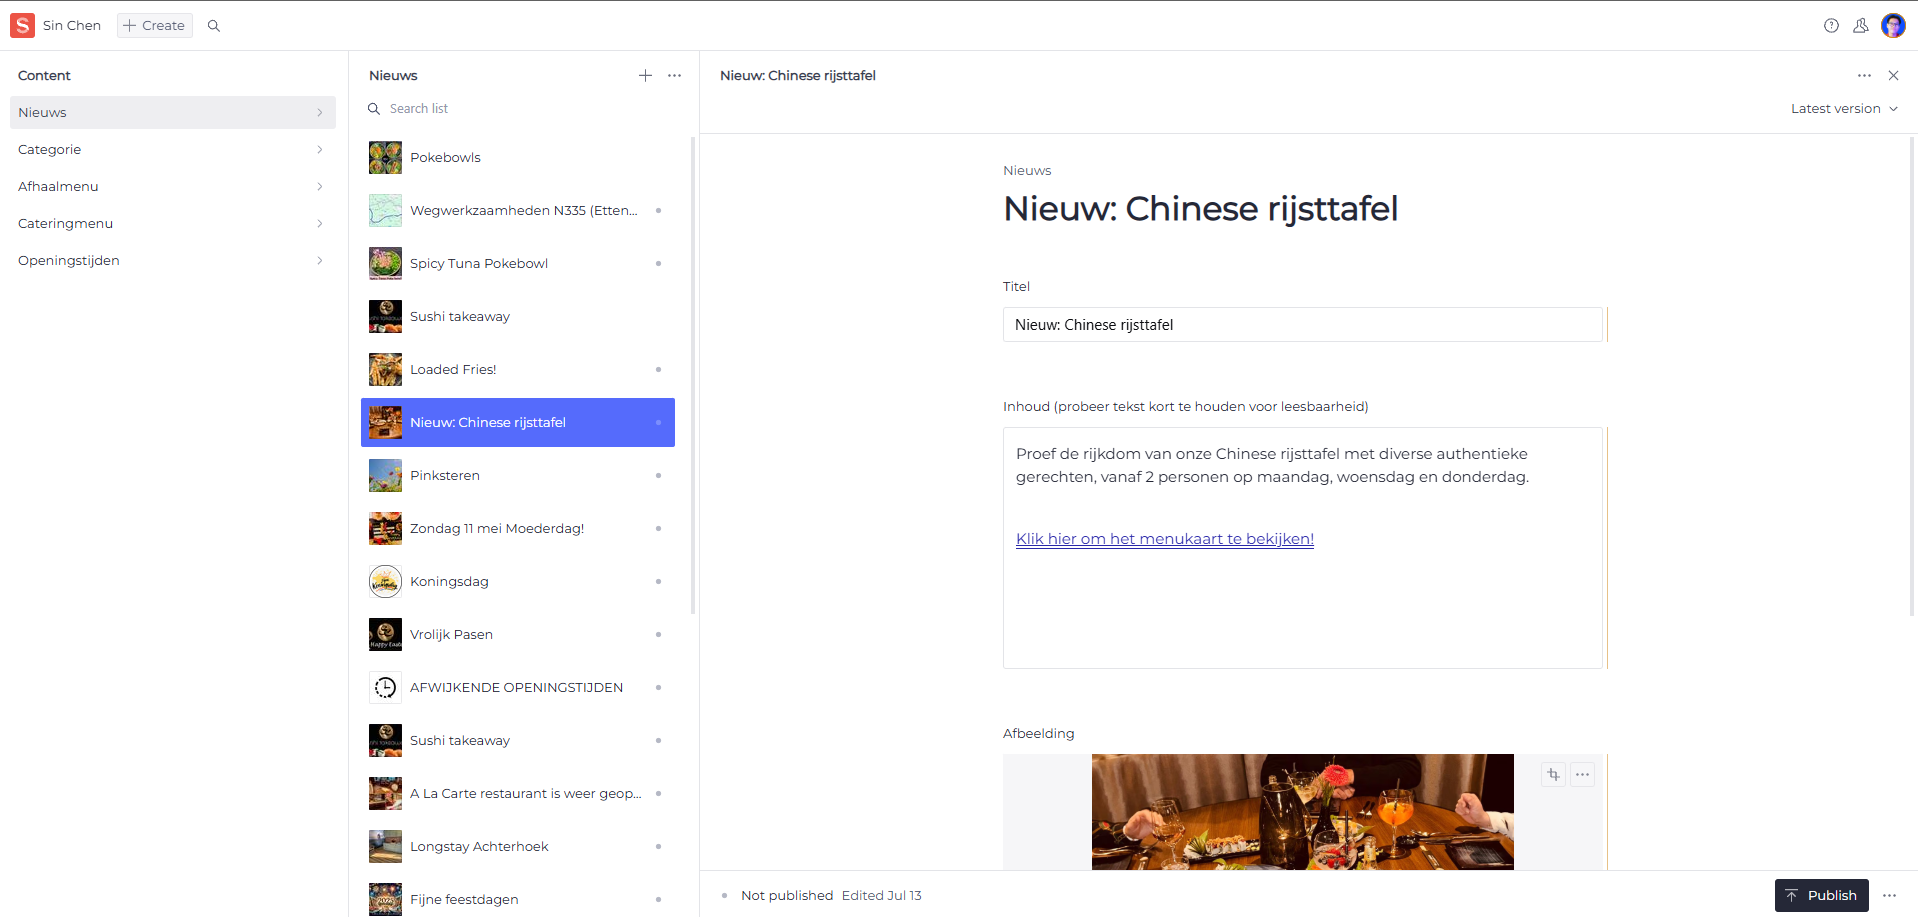 S Sin Chen + Create
Content
Nieuws
Categorie
Afhaalmenu
Cateringmenu
Openingstijden
Nieuws
Search list
Pokebowls
Wegwerkzaamheden N335 (Etten...
Spicy Tuna Pokebowl
Sushi takeaway
Loaded Fries!
Nieuw: Chinese rijsttafel
Pinksteren
Zondag 11 mei Moederdag!
Koningsdag
Vrolijk Pasen
AFWIJKENDE OPENINGSTIJDEN
Sushi takeaway
A La Carte restaurant is weer geop...
Longstay Achterhoek
Fijne feestdagen
Nieuw: Chinese rijsttafel
Latest version
Nieuws
Nieuw: Chinese rijsttafel
Titel
Nieuw: Chinese rijsttafel
Inhoud (probeer tekst kort te houden voor leesbaarheid)
Proef de rijkdom van onze Chinese rijsttafel met diverse authentieke
gerechten, vanaf 2 personen op maandag, woensdag en donderdag.
Klik hier om het menukaart te bekijken!
Afbeelding
Not published Edited Jul 13
Publish